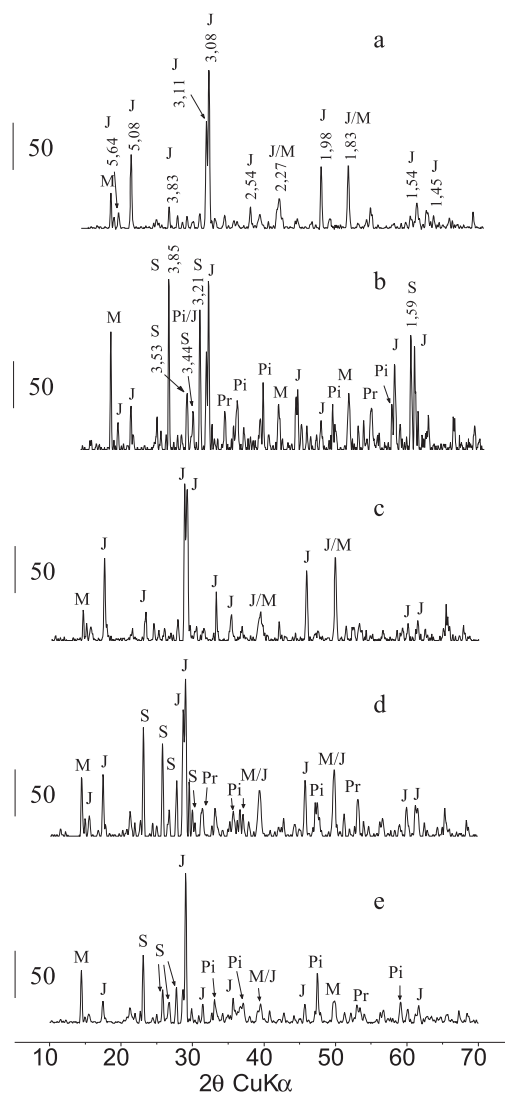 a
J
3,08
J
3,11
J
5,64
J
5,08
M
J
3,83
J
2,54
J/M
2,27
J
1,98
J/M
1,83
J
1,54
J
1,45
50
b
M
J
J
S
3,85
S
3,53
Pi/J
S
3,44
S
3,21
J
Pr
Pi
Pi
M
J
J
Pi
M
Pr
Pi
J
S
1,59
J
50
c
M
J
J
J
J
J
J
J/M
J
J/M
J
J
50
d
M
J
J
S
S
S
J
S
Pr
Pi
M/J
J
Pi
M/J
Pr
J
J
50
e
M
J
S
S
J
J
Pi
J
Pi
M/J
J
Pi
M
Pr
Pi
J
50
10 20 30 40 50 60 70
2θ CuKα